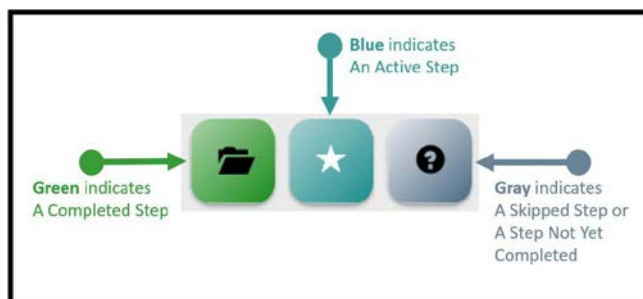 Blue indicates
An Active Step
Green indicates
A Completed Step
Gray indicates
A Skipped Step or
A Step Not Yet
Completed